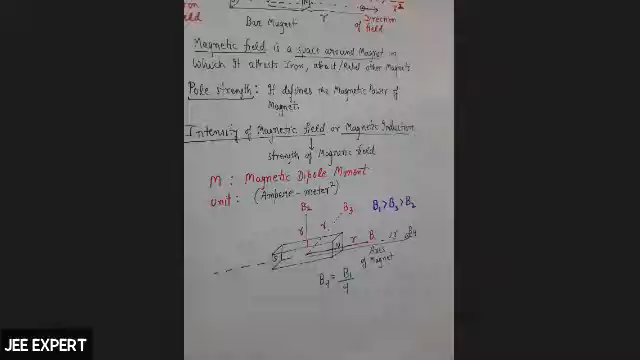 Bar Magnet
r
Direction
of field
Magnetic field is a space around Magnet in
which It attracts Iron, attract/Repel other Magnets
Pole strength: It defines the Magnetic Power of
Magnet.
Intensity of Magnetic field or Magnetic Induction
strength of Magnetic field
M : Magnetic Dipole Moment
Unit: (Ampere-meter²)
B₂ B₃ B₁>B₃>B₂
r r
S N r B₁ 2r B₄
Axis
of Magnet
B₄ = B₁/4
JEE EXPERT